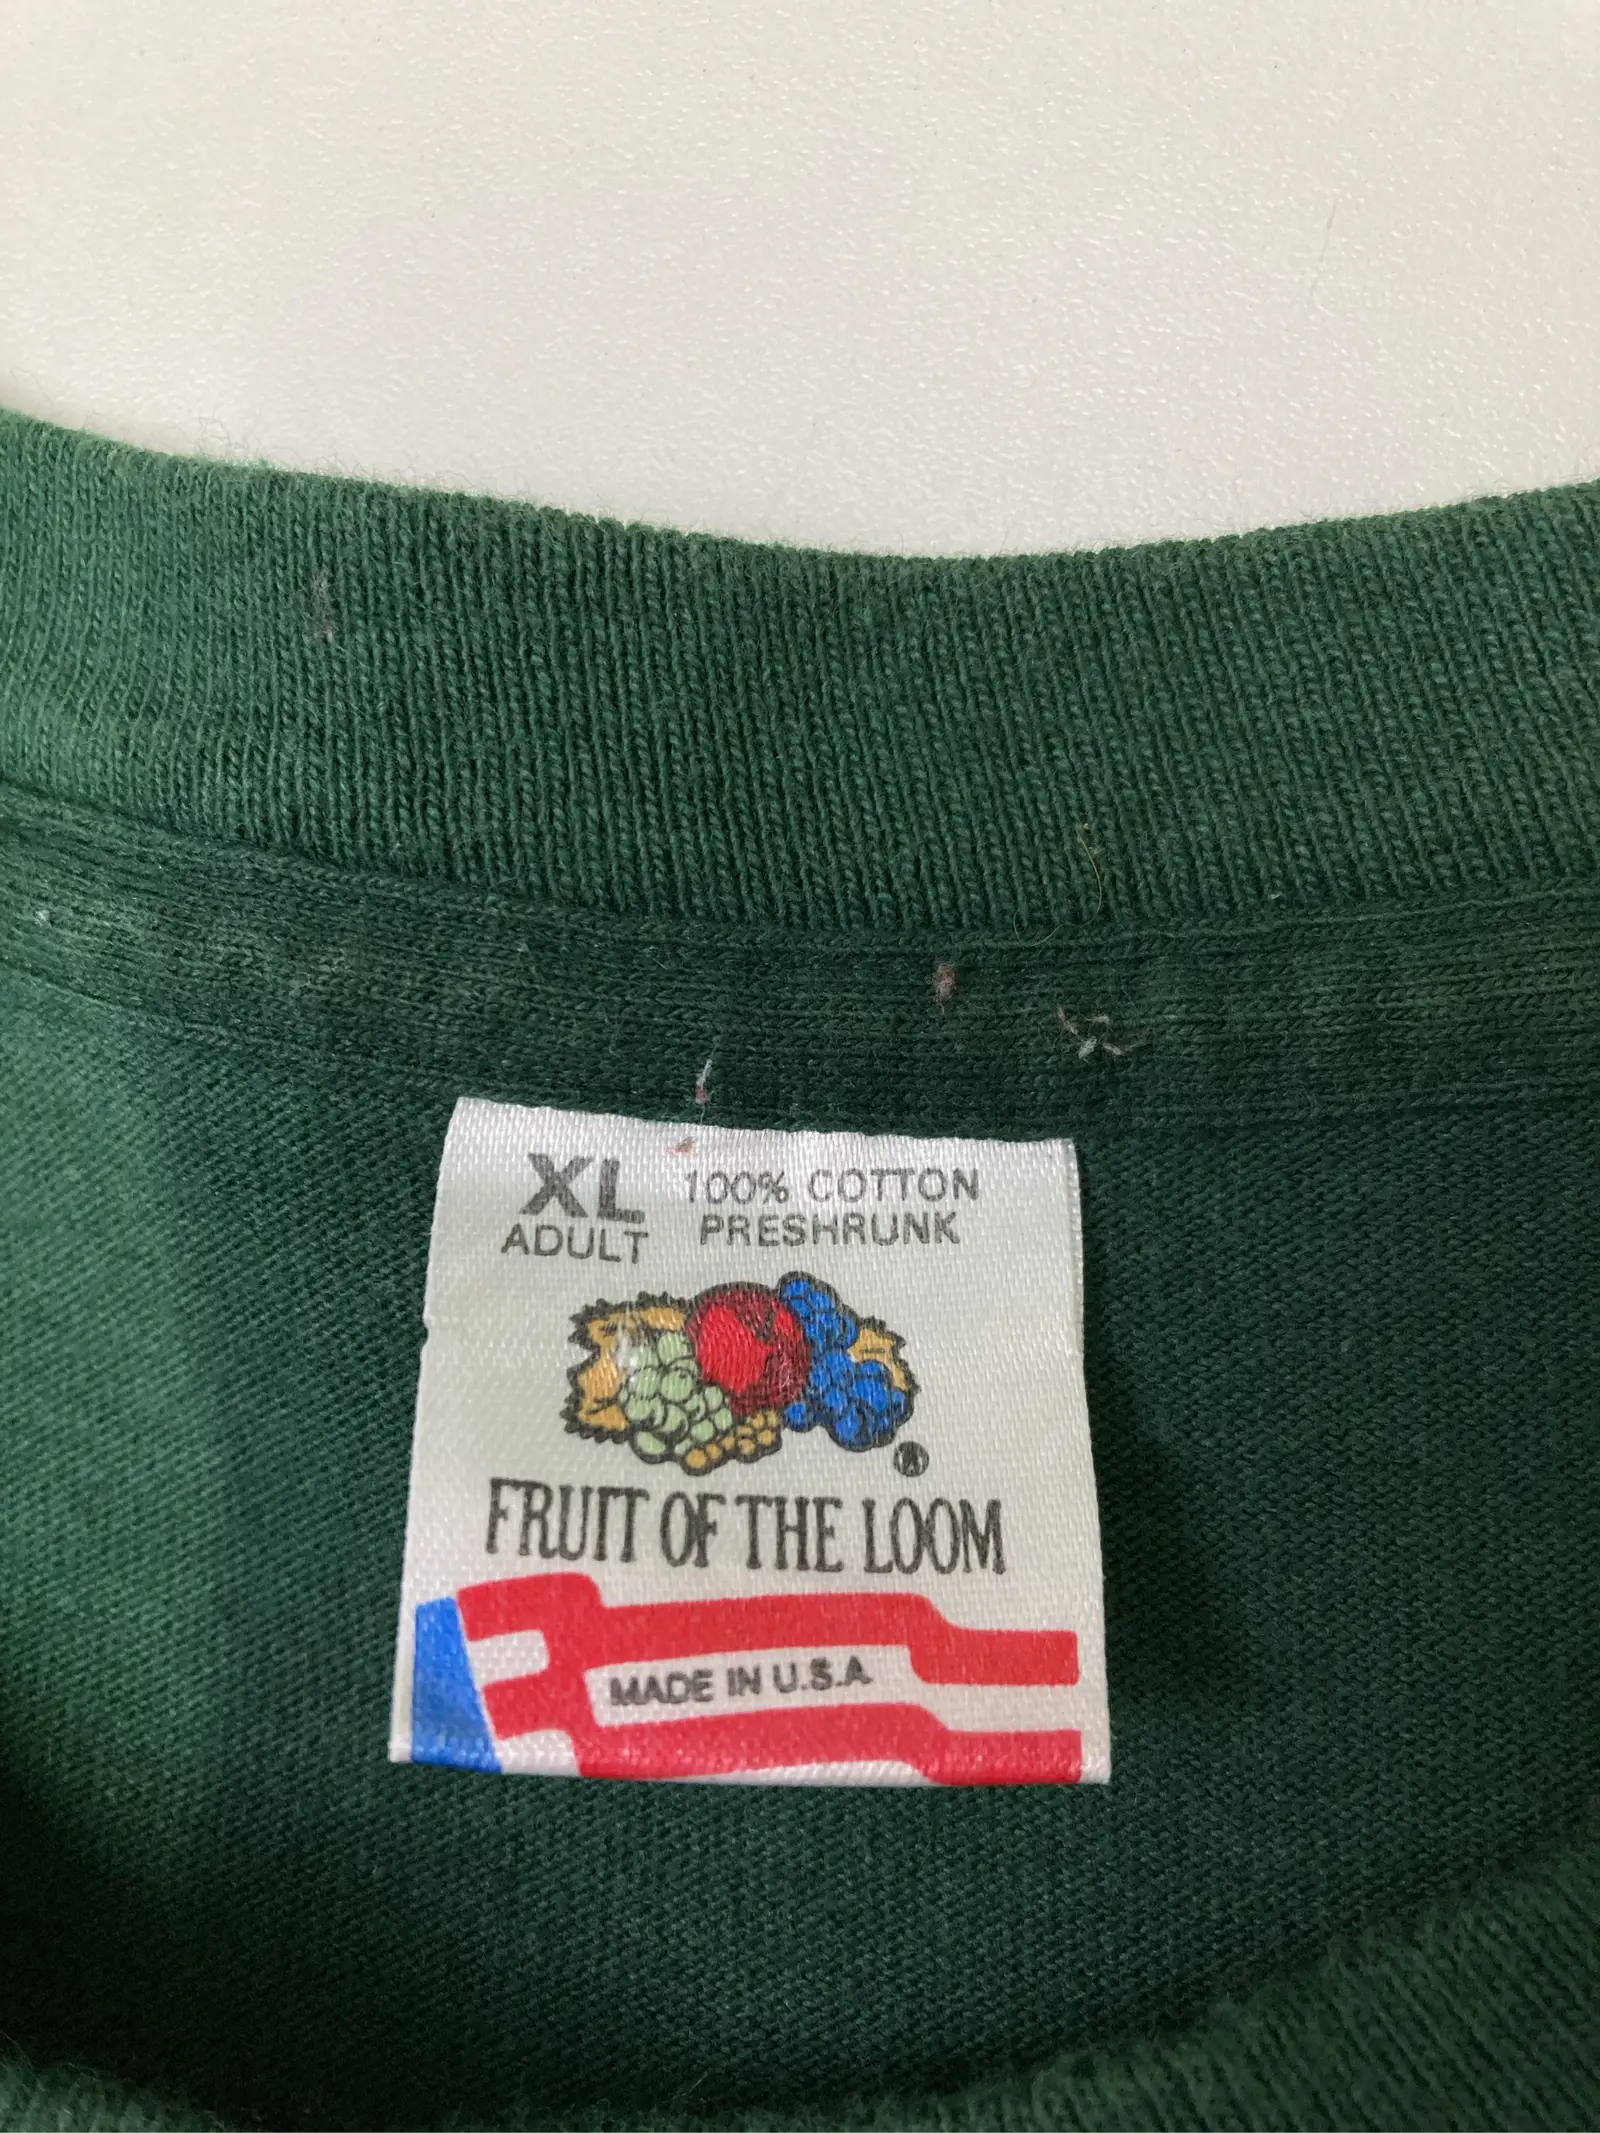 XL
ADULT
100% COTTON
PRESHRUNK
®
FRUIT OF THE LOOM
MADE IN U.S.A.